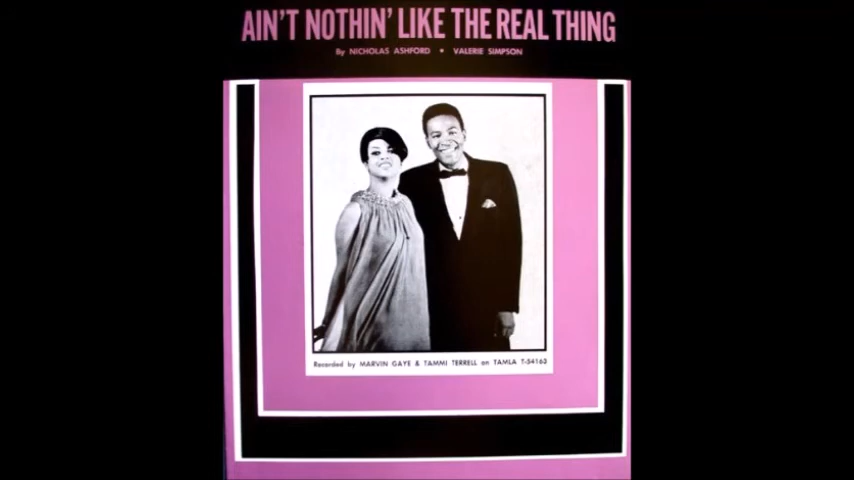 AIN'T NOTHIN' LIKE THE REAL THING
By NICHOLAS ASHFORD • VALERIE SIMPSON
Recorded by MARVIN GAYE & TAMMI TERRELL on TAMLA T-54163